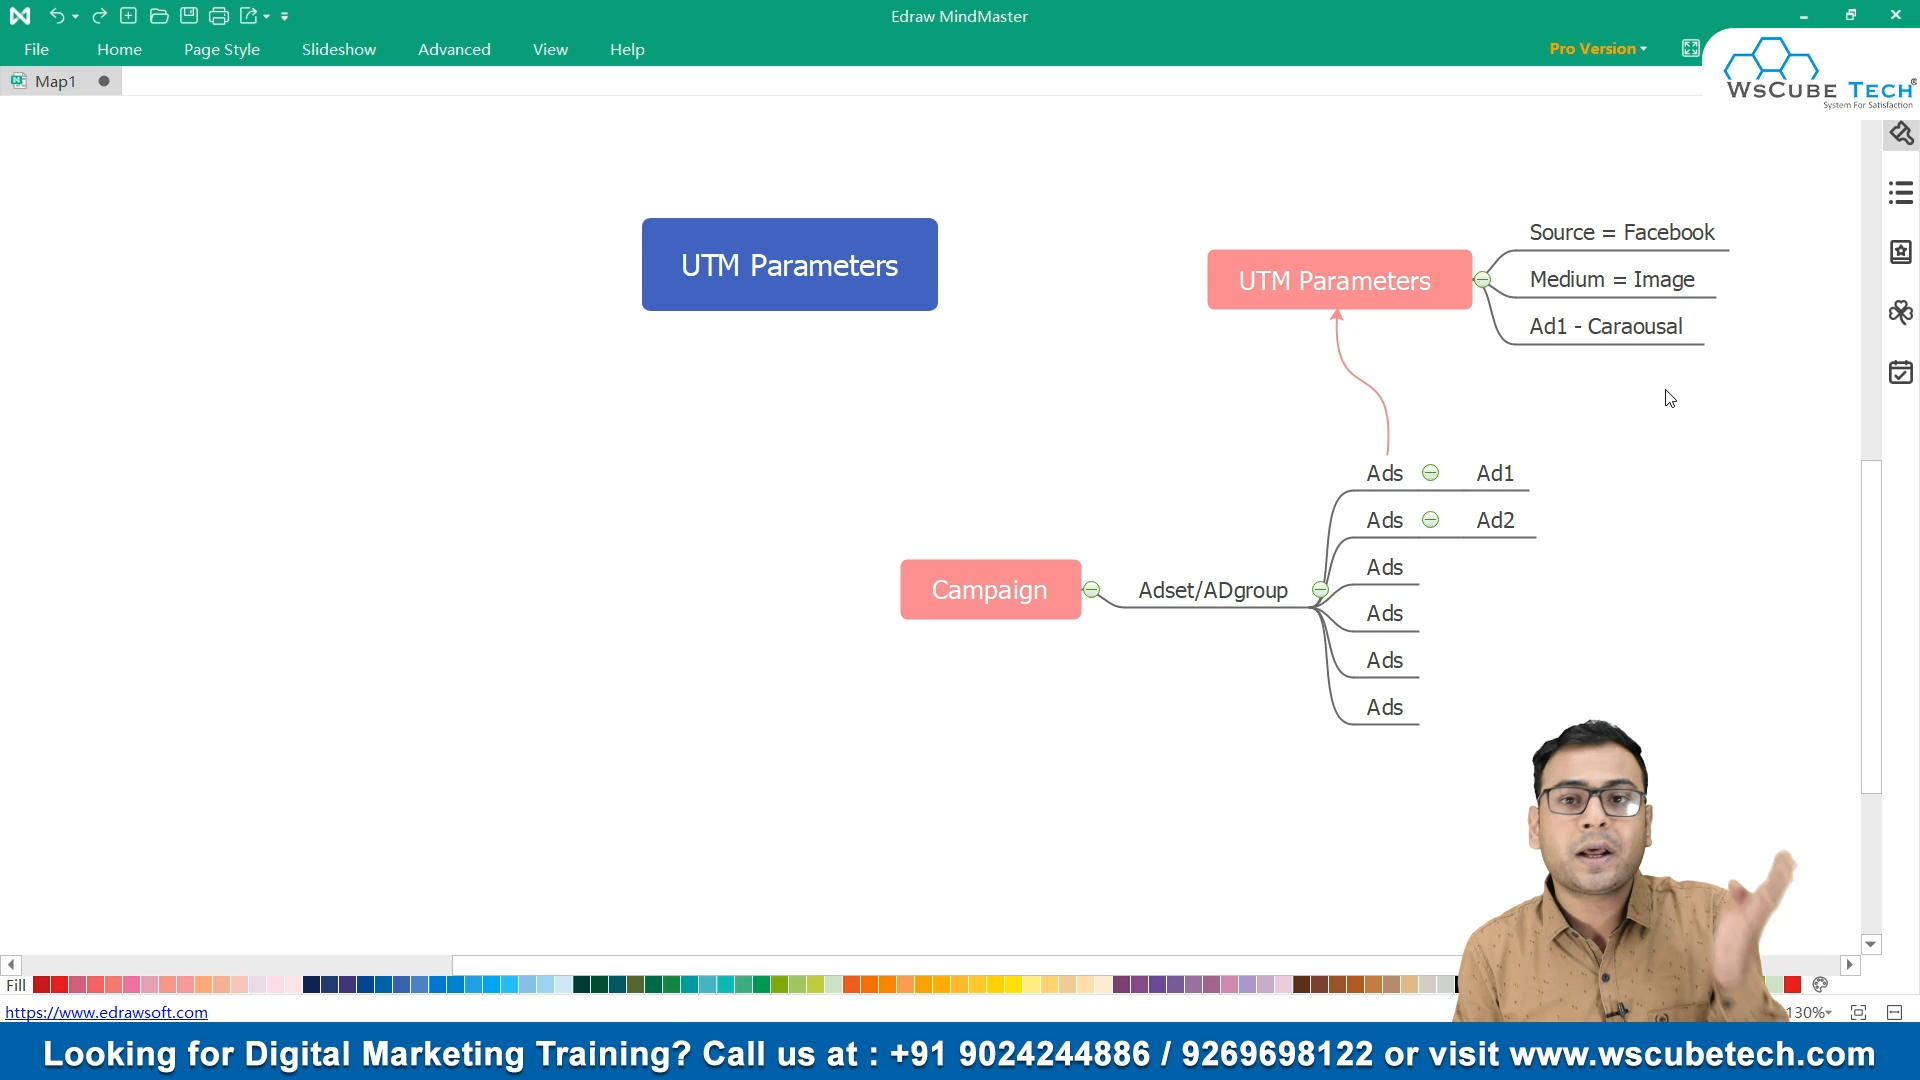 Edraw MindMaster
File Home Page Style Slideshow Advanced View Help Pro Version
Map1
WsCube Tech®
System For Satisfaction
UTM Parameters
UTM Parameters
Source = Facebook
Medium = Image
Ad1 - Caraousal
Ads Ad1
Ads Ad2
Ads
Campaign Adset/ADgroup
Ads
Ads
Ads
Fill
https://www.edrawsoft.com
130%
Looking for Digital Marketing Training? Call us at : +91 9024244886 / 9269698122 or visit www.wscubetech.com